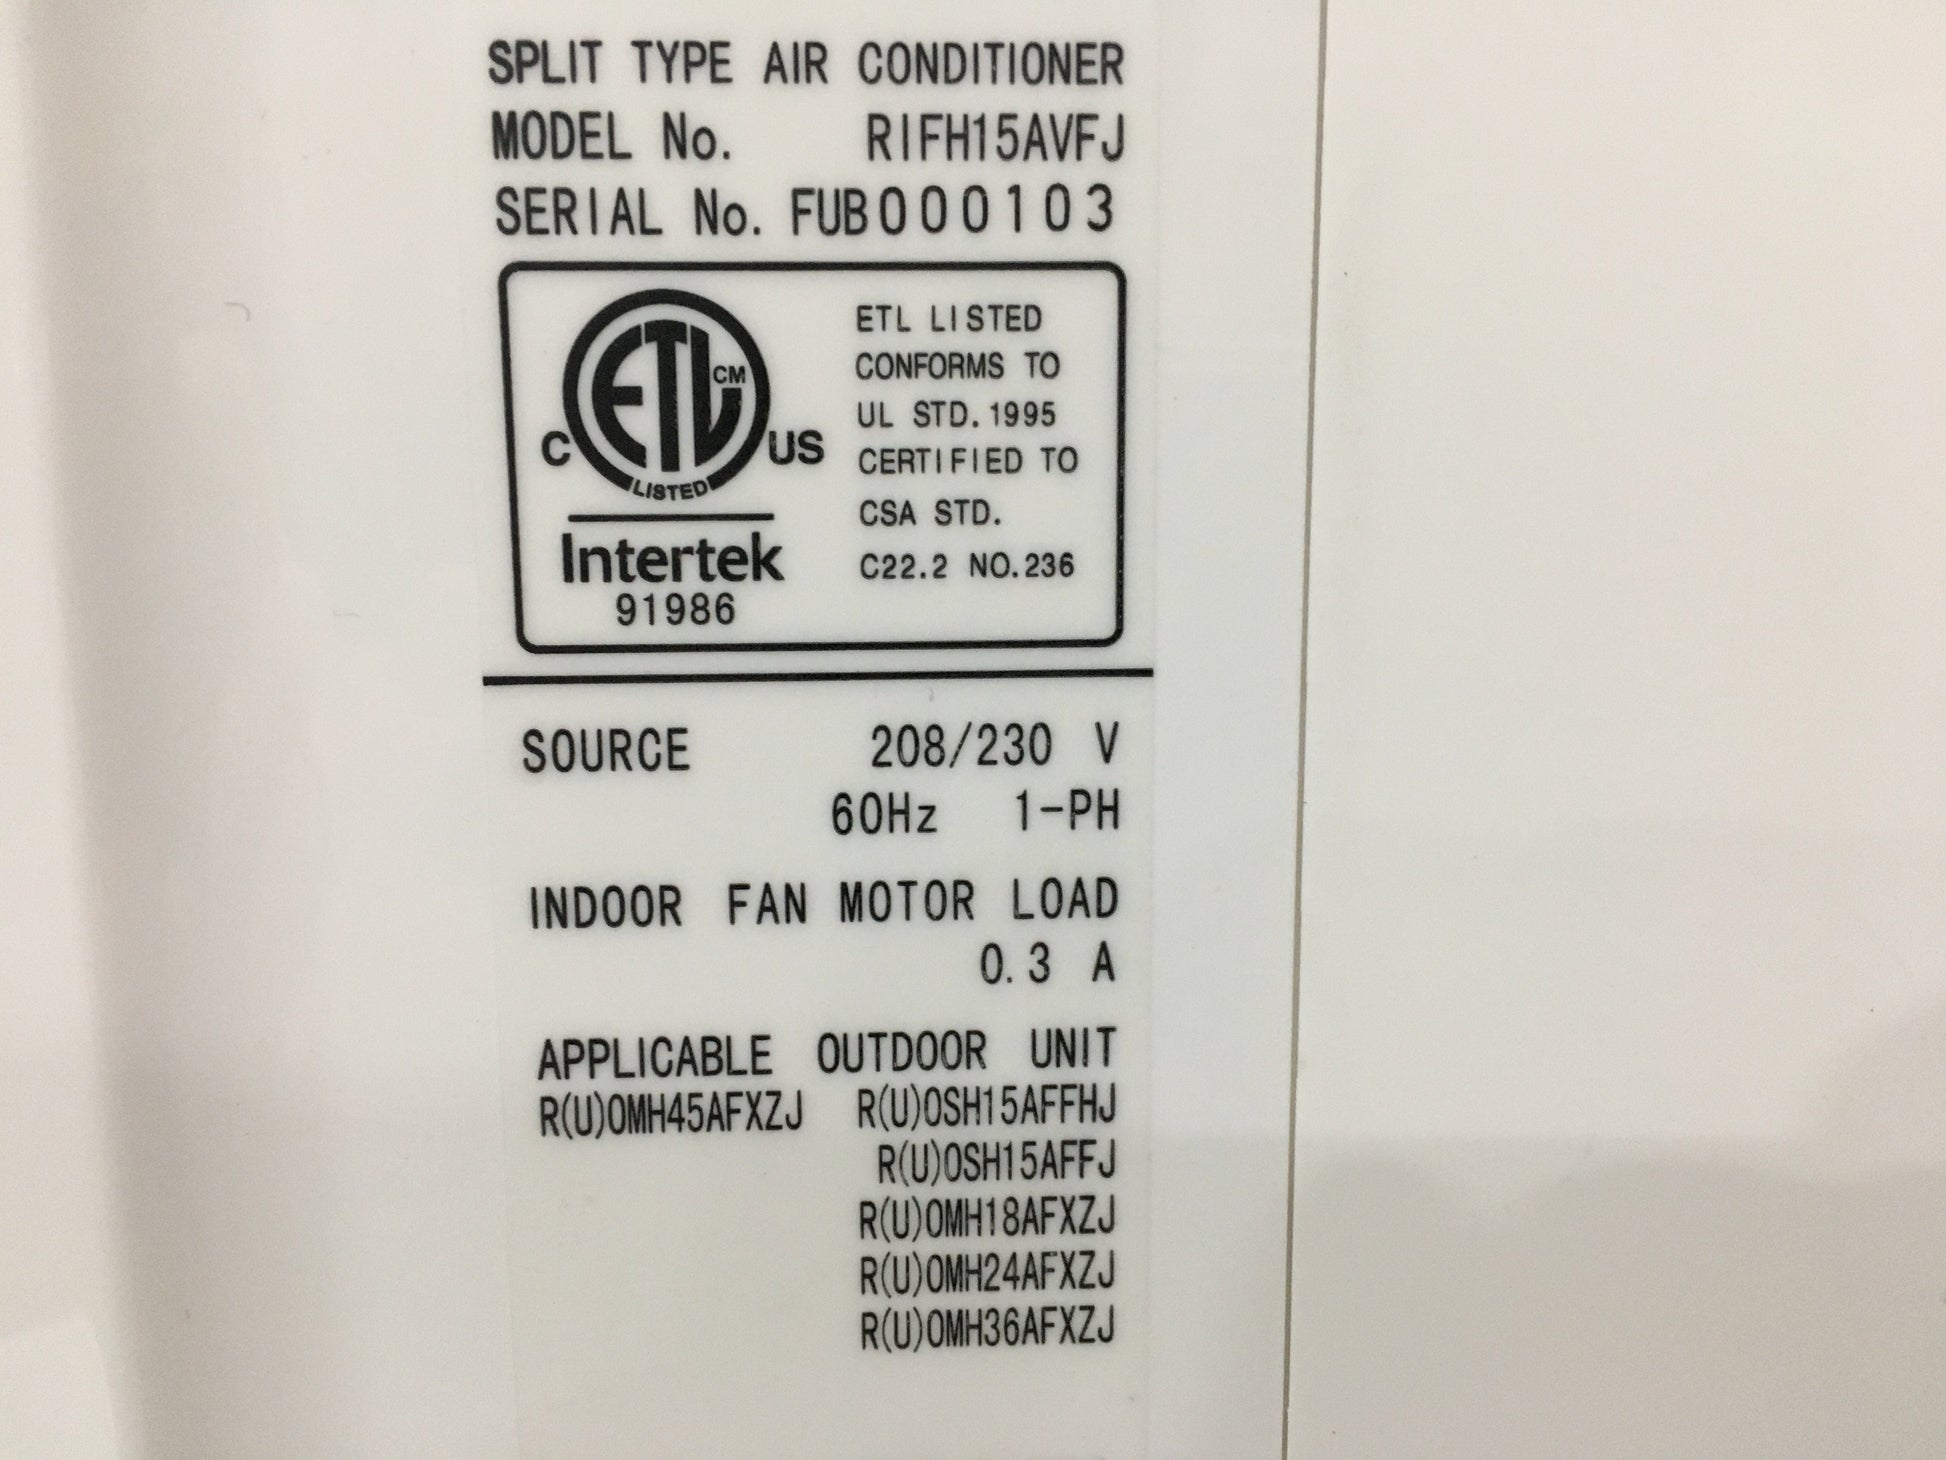 SPLIT TYPE AIR CONDITIONER
MODEL No. RIFH15AVFJ
SERIAL No. FUB000103
ETL CM
C US
LISTED
Intertek
91986
ETL LISTED
CONFORMS TO
UL STD.1995
CERTIFIED TO
CSA STD.
C22.2 NO.236
SOURCE 208/230 V
60Hz 1-PH
INDOOR FAN MOTOR LOAD
0.3 A
APPLICABLE OUTDOOR UNIT
R(U)OMH45AFXZJ R(U)OSH15AFFHJ
R(U)OSH15AFFJ
R(U)OMH18AFXZJ
R(U)OMH24AFXZJ
R(U)OMH36AFXZJ